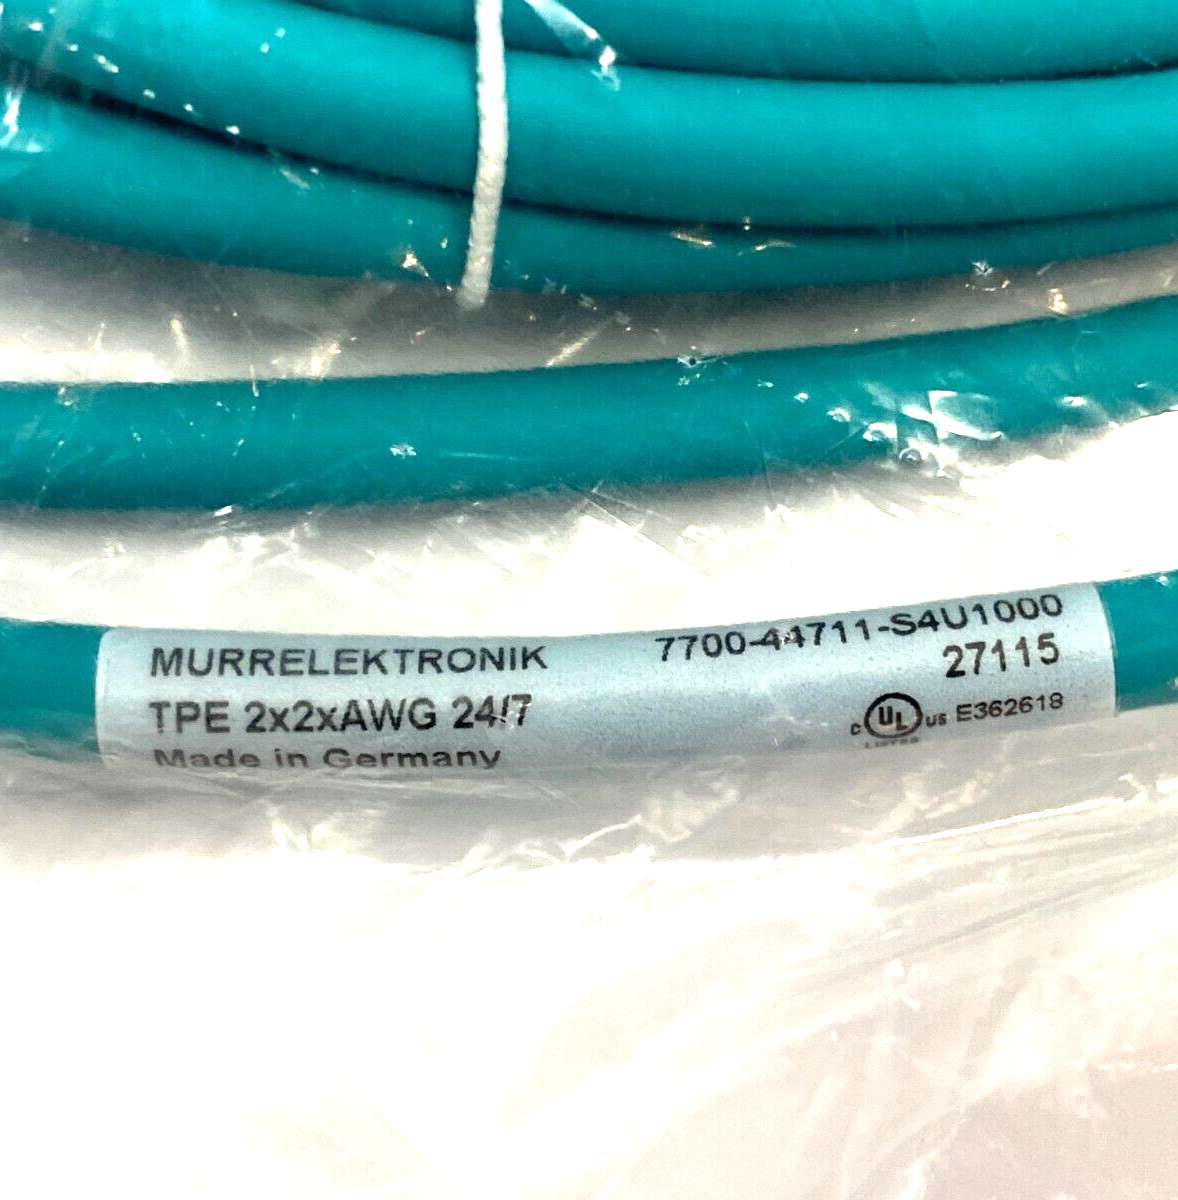 MURRELEKTRONIK
TPE 2x2xAWG 24/7
Made in Germany
7700-44711-S4U1000
27115
c UL us E362618
LISTED